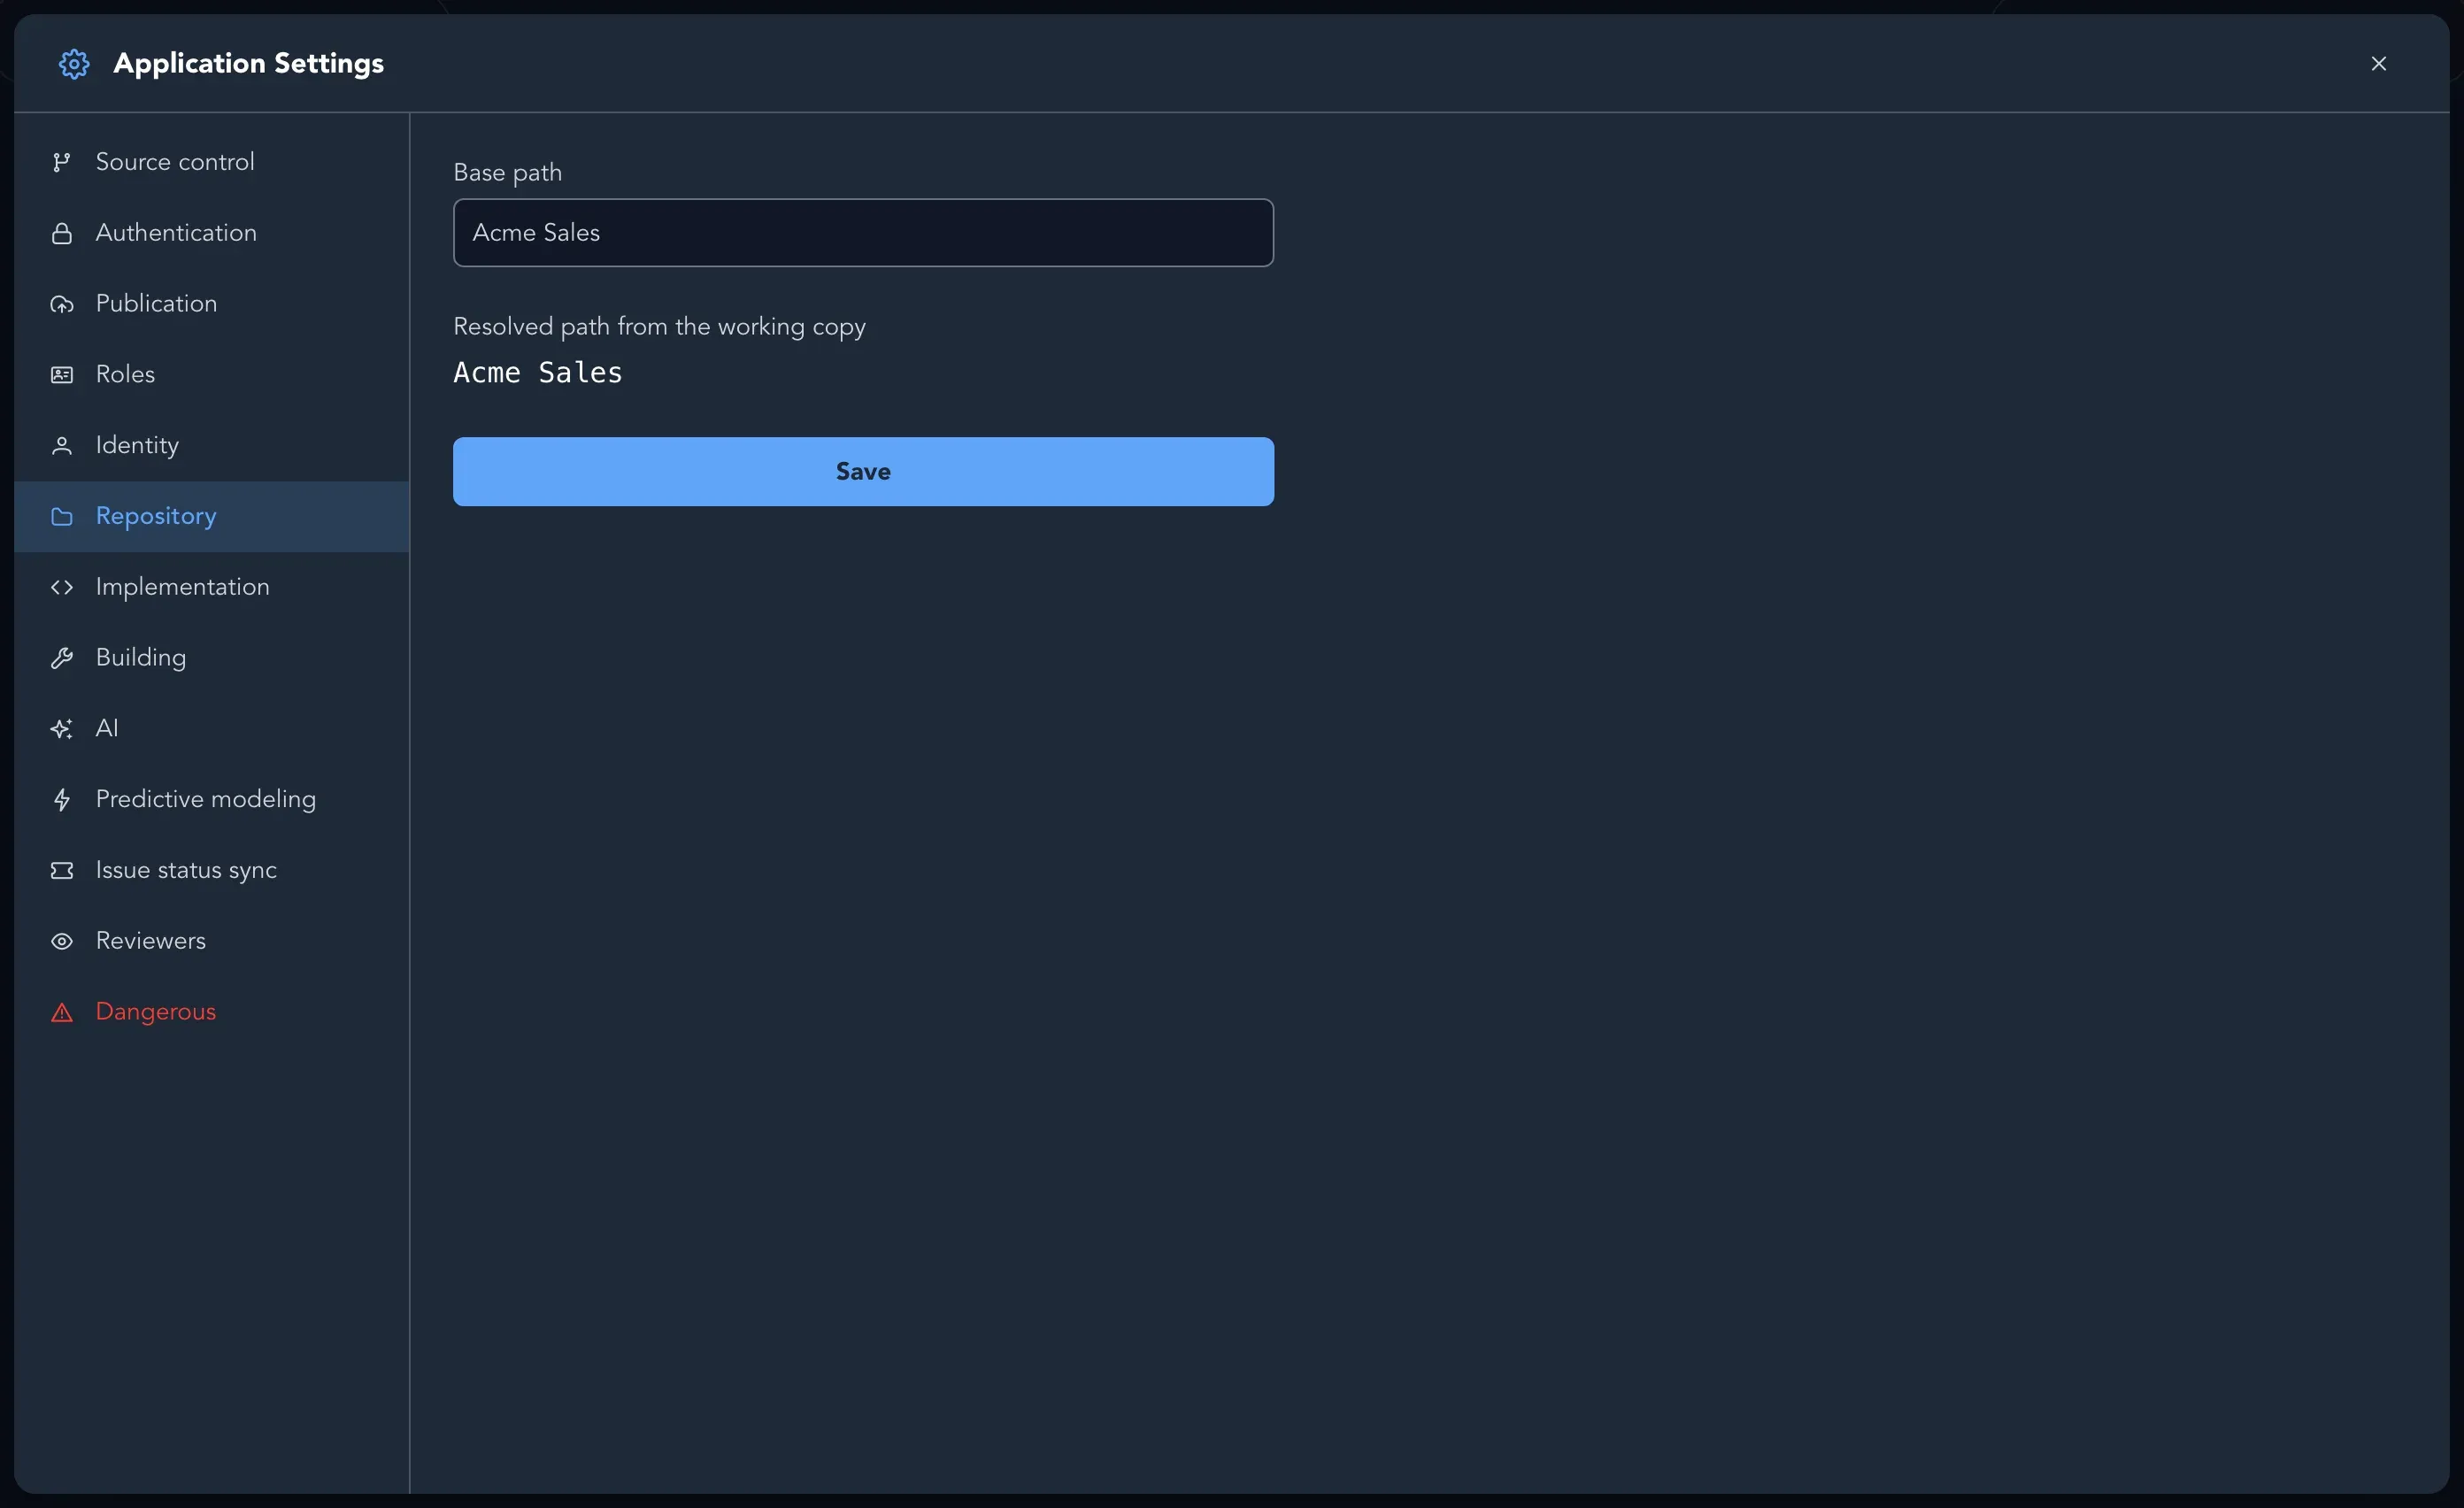 Application Settings
Source control
Authentication
Publication
Roles
Identity
Repository
Implementation
Building
AI
Predictive modeling
Issue status sync
Reviewers
Dangerous
Base path
Acme Sales
Resolved path from the working copy
Acme Sales
Save